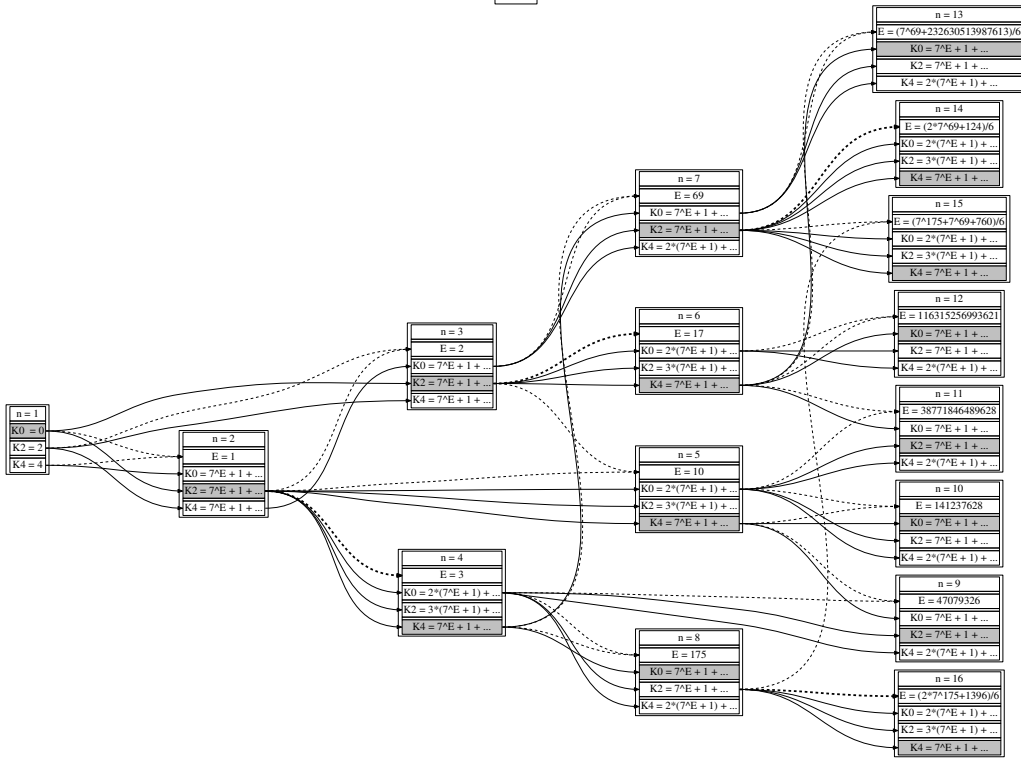 n = 1
K0 = 0
K2 = 2
K4 = 4
n = 2
E = 1
K0 = 7^E + 1 + ...
K2 = 7^E + 1 + ...
K4 = 7^E + 1 + ...
n = 3
E = 2
K0 = 7^E + 1 + ...
K2 = 7^E + 1 + ...
K4 = 7^E + 1 + ...
n = 4
E = 3
K0 = 2*(7^E + 1) + ...
K2 = 3*(7^E + 1) + ...
K4 = 7^E + 1 + ...
n = 7
E = 69
K0 = 7^E + 1 + ...
K2 = 7^E + 1 + ...
K4 = 2*(7^E + 1) + ...
n = 6
E = 17
K0 = 2*(7^E + 1) + ...
K2 = 3*(7^E + 1) + ...
K4 = 7^E + 1 + ...
n = 5
E = 10
K0 = 2*(7^E + 1) + ...
K2 = 3*(7^E + 1) + ...
K4 = 7^E + 1 + ...
n = 8
E = 175
K0 = 7^E + 1 + ...
K2 = 7^E + 1 + ...
K4 = 2*(7^E + 1) + ...
n = 13
E = (7^69+232630513987613)/6
K0 = 7^E + 1 + ...
K2 = 7^E + 1 + ...
K4 = 2*(7^E + 1) + ...
n = 14
E = (2*7^69+124)/6
K0 = 2*(7^E + 1) + ...
K2 = 3*(7^E + 1) + ...
K4 = 7^E + 1 + ...
n = 15
E = (7^175+7^69+760)/6
K0 = 2*(7^E + 1) + ...
K2 = 3*(7^E + 1) + ...
K4 = 7^E + 1 + ...
n = 12
E = 116315256993621
K0 = 7^E + 1 + ...
K2 = 7^E + 1 + ...
K4 = 2*(7^E + 1) + ...
n = 11
E = 38771846489628
K0 = 7^E + 1 + ...
K2 = 7^E + 1 + ...
K4 = 2*(7^E + 1) + ...
n = 10
E = 141237628
K0 = 7^E + 1 + ...
K2 = 7^E + 1 + ...
K4 = 2*(7^E + 1) + ...
n = 9
E = 47079326
K0 = 7^E + 1 + ...
K2 = 7^E + 1 + ...
K4 = 2*(7^E + 1) + ...
n = 16
E = (2*7^175+1396)/6
K0 = 2*(7^E + 1) + ...
K2 = 3*(7^E + 1) + ...
K4 = 7^E + 1 + ...